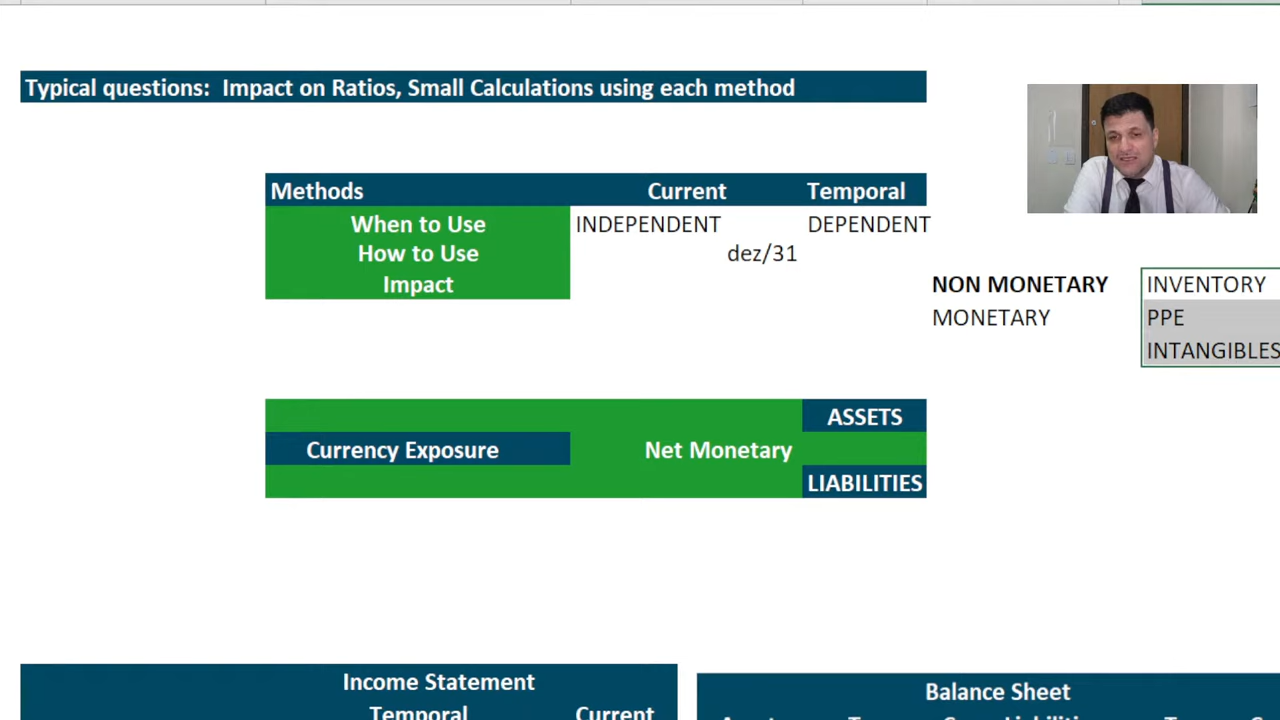 Typical questions:  Impact on Ratios, Small Calculations using each method
Methods Current Temporal
When to Use INDEPENDENT DEPENDENT
How to Use dez/31
Impact NON MONETARY INVENTORY
MONETARY PPE
INTANGIBLES
ASSETS
Currency Exposure Net Monetary
LIABILITIES
Income Statement
Balance Sheet
Temporal Current